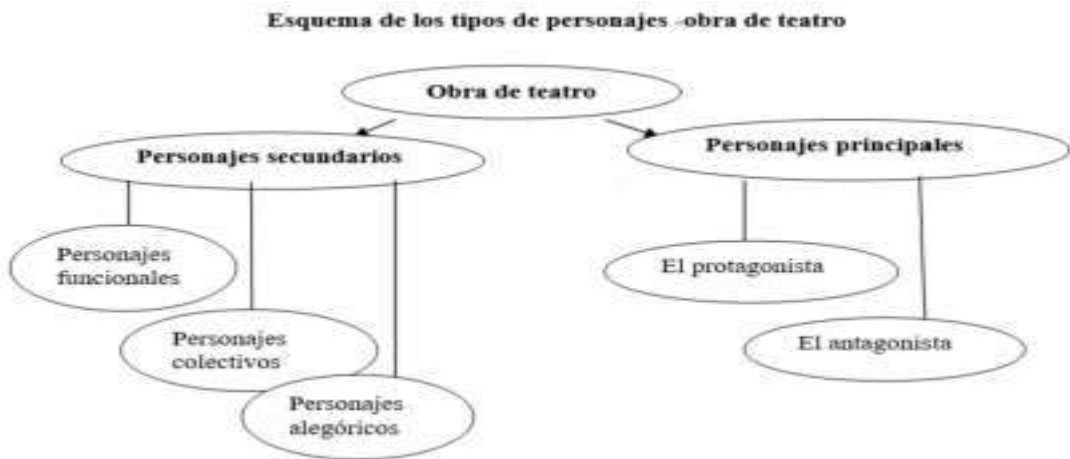 Esquema de los tipos de personajes -obra de teatro
Obra de teatro
Personajes secundarios
Personajes principales
Personajes
funcionales
El protagonista
Personajes
colectivos
El antagonista
Personajes
alegóricos